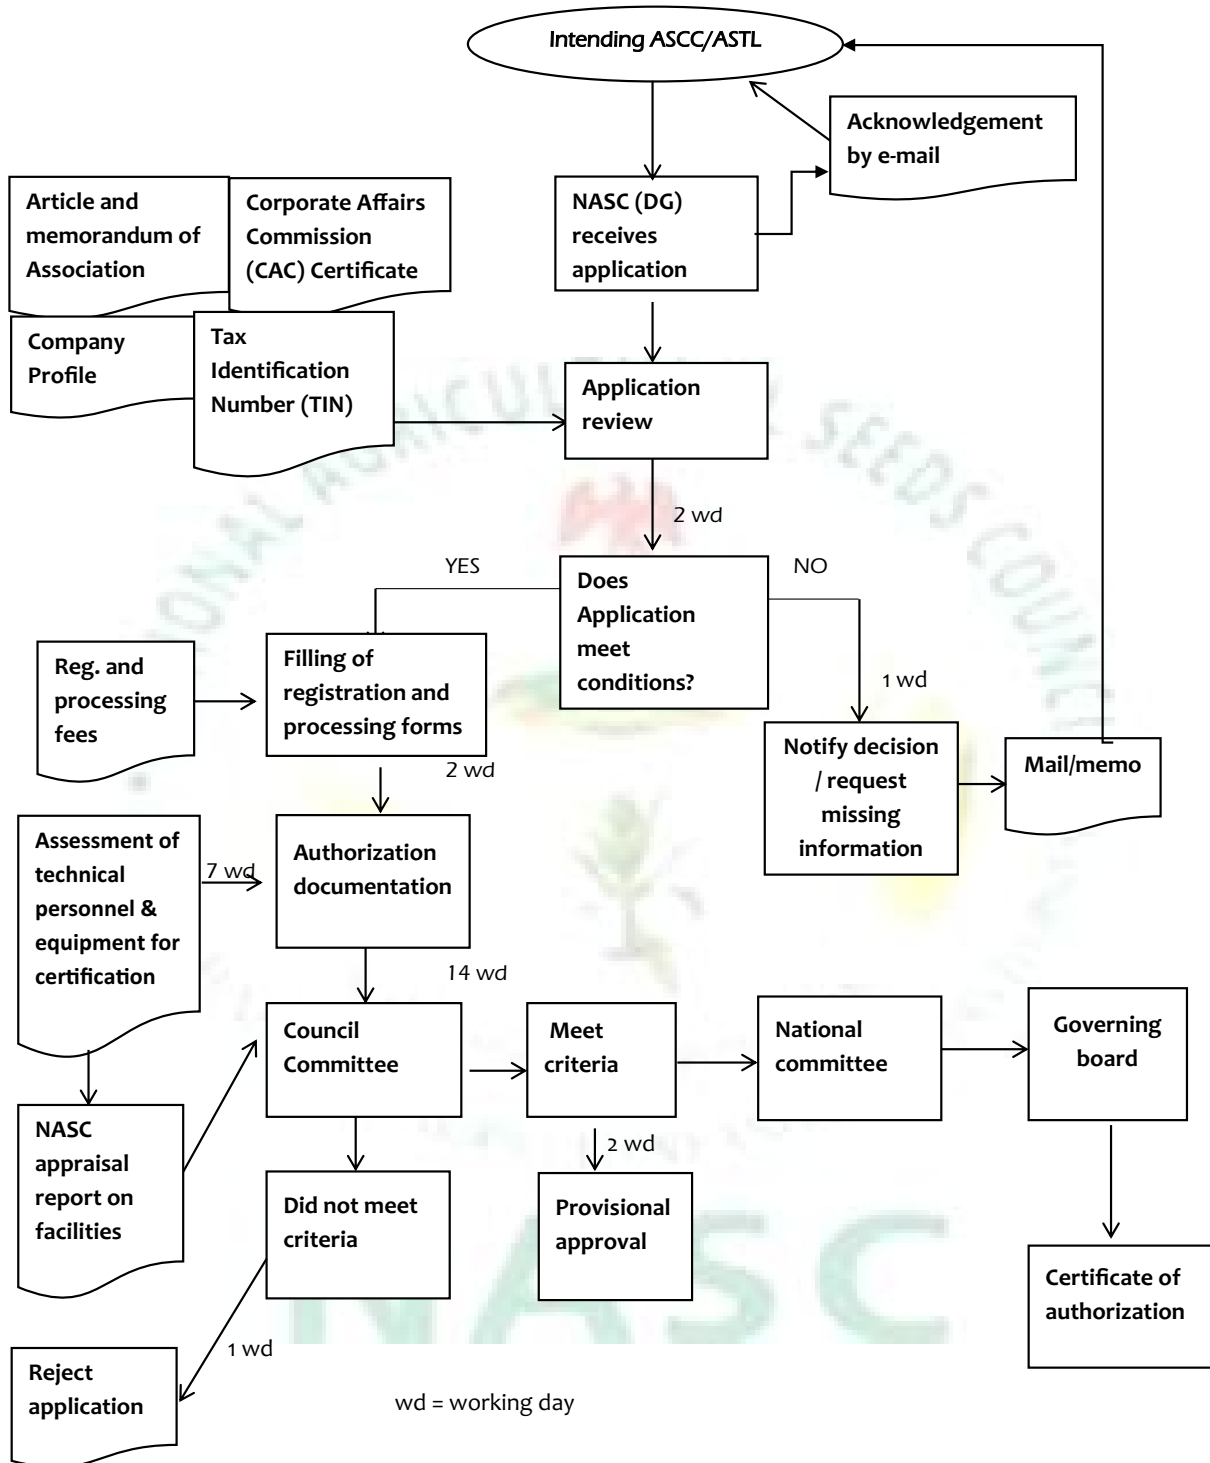 Intending ASCC/ASTL
Acknowledgement
by e-mail
NASC (DG)
receives
application
Article and
memorandum of
Association
Corporate Affairs
Commission
(CAC) Certificate
Company
Profile
Tax
Identification
Number (TIN)
Application
review
2 wd
YES
NO
Does
Application
meet
conditions?
Reg. and
processing
fees
Filling of
registration and
processing forms
1 wd
Notify decision
/ request
missing
information
Mail/memo
2 wd
Assessment of
technical
personnel &
equipment for
certification
7 wd
Authorization
documentation
14 wd
Council
Committee
Meet
criteria
National
committee
Governing
board
NASC
appraisal
report on
facilities
2 wd
Did not meet
criteria
Provisional
approval
Certificate of
authorization
1 wd
Reject
application
wd = working day
NATIONAL AGRICULTURAL SEEDS COUNCIL
NASC